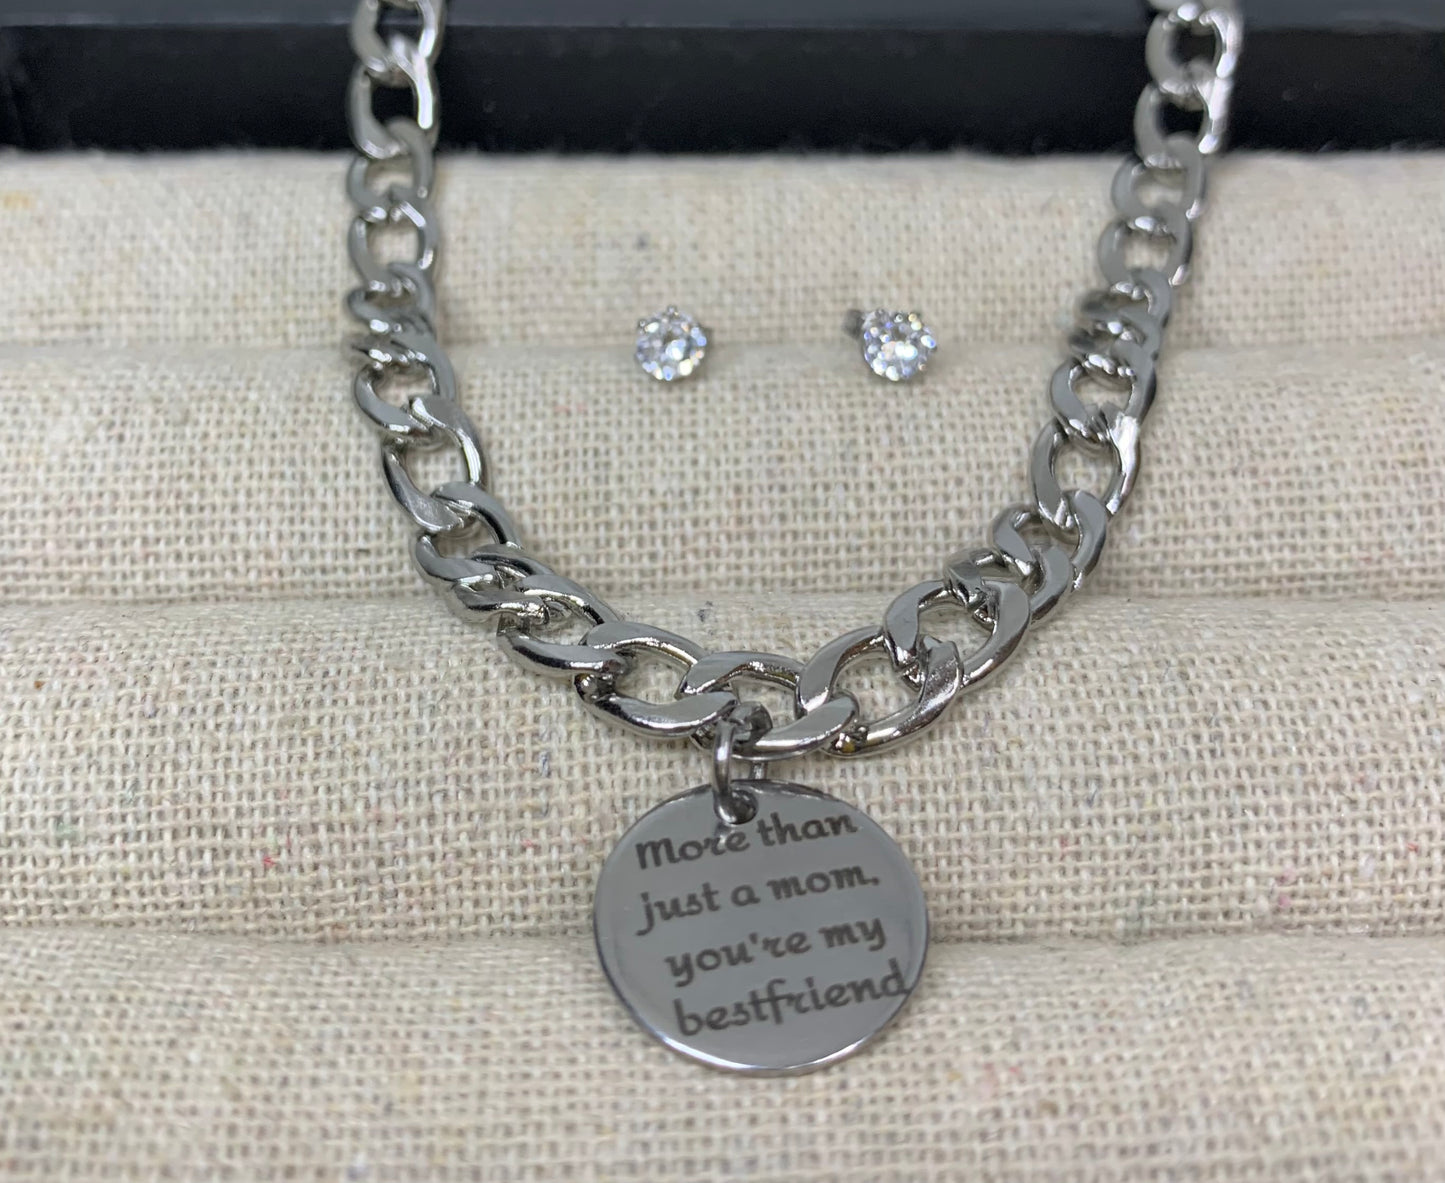 More than
just a mom,
you're my
bestfriend